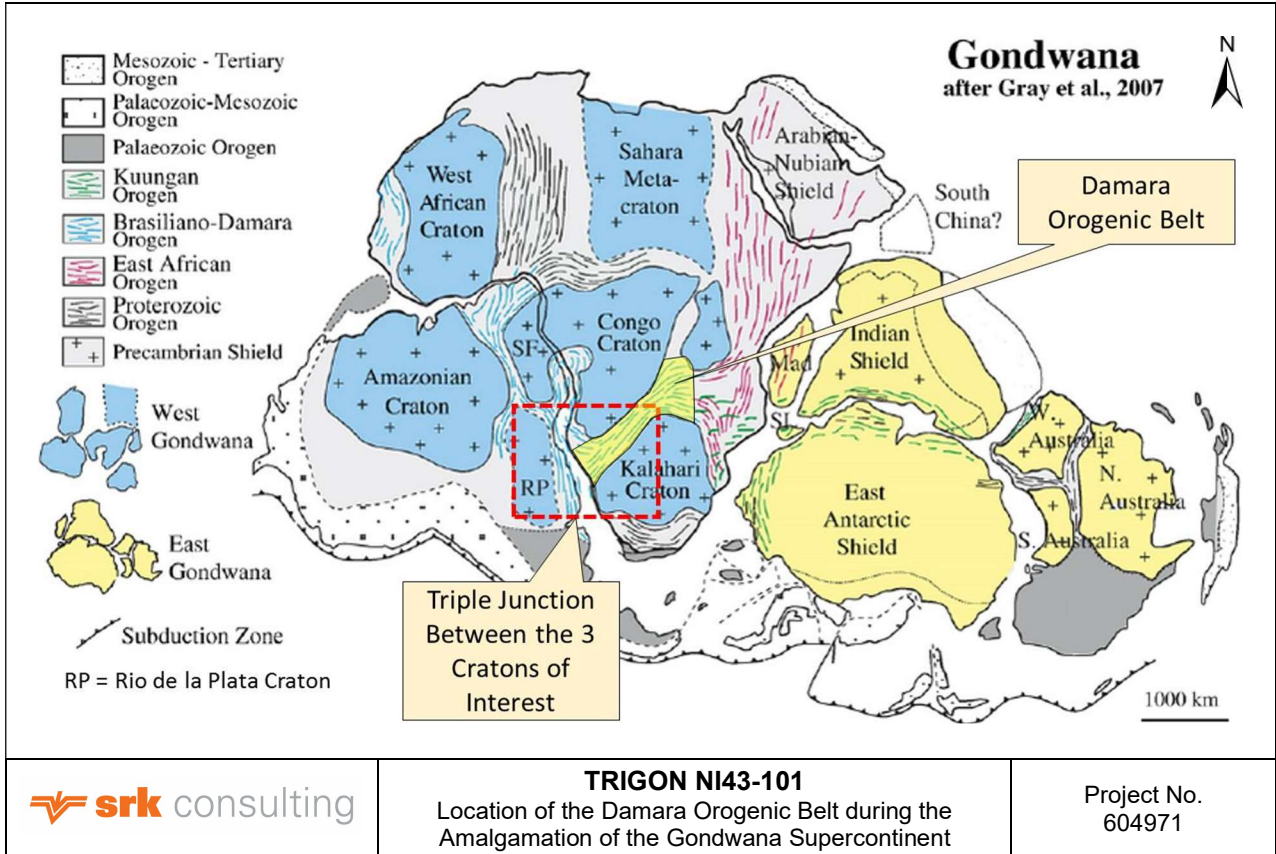 Gondwana
after Gray et al., 2007
N
Mesozoic - Tertiary
Orogen
Palaeozoic-Mesozoic
Orogen
Palaeozoic Orogen
Kuungan
Orogen
Brasiliano-Damara
Orogen
East African
Orogen
Proterozoic
Orogen
Precambrian Shield
West
Gondwana
East
Gondwana
Subduction Zone
RP = Rio de la Plata Craton
West
African
Craton
Sahara
Meta-
craton
Arabian-
Nubiam
Shield
South
China?
Damara
Orogenic Belt
SF
Congo
Craton
Amazonian
Craton
Mad
Indian
Shield
SL
RP
Kalahari
Craton
East
Antarctic
Shield
W.
Australia
N.
Australia
S. Australia
Triple Junction
Between the 3
Cratons of
Interest
1000 km
srk consulting
TRIGON NI43-101
Location of the Damara Orogenic Belt during the
Amalgamation of the Gondwana Supercontinent
Project No.
604971